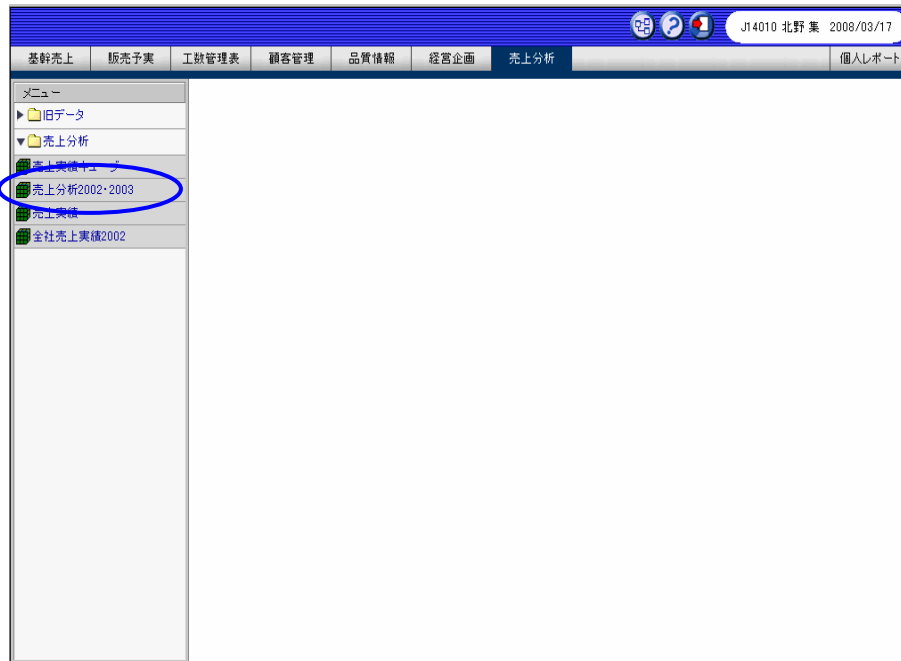 J14010 北野 集 2008/03/17
基幹売上 販売予実 工数管理表 顧客管理 品質情報 経営企画 売上分析 個人レポート
メニュー
旧データ
売上分析
売上実績キューブ
売上分析2002・2003
売上実績
全社売上実績2002